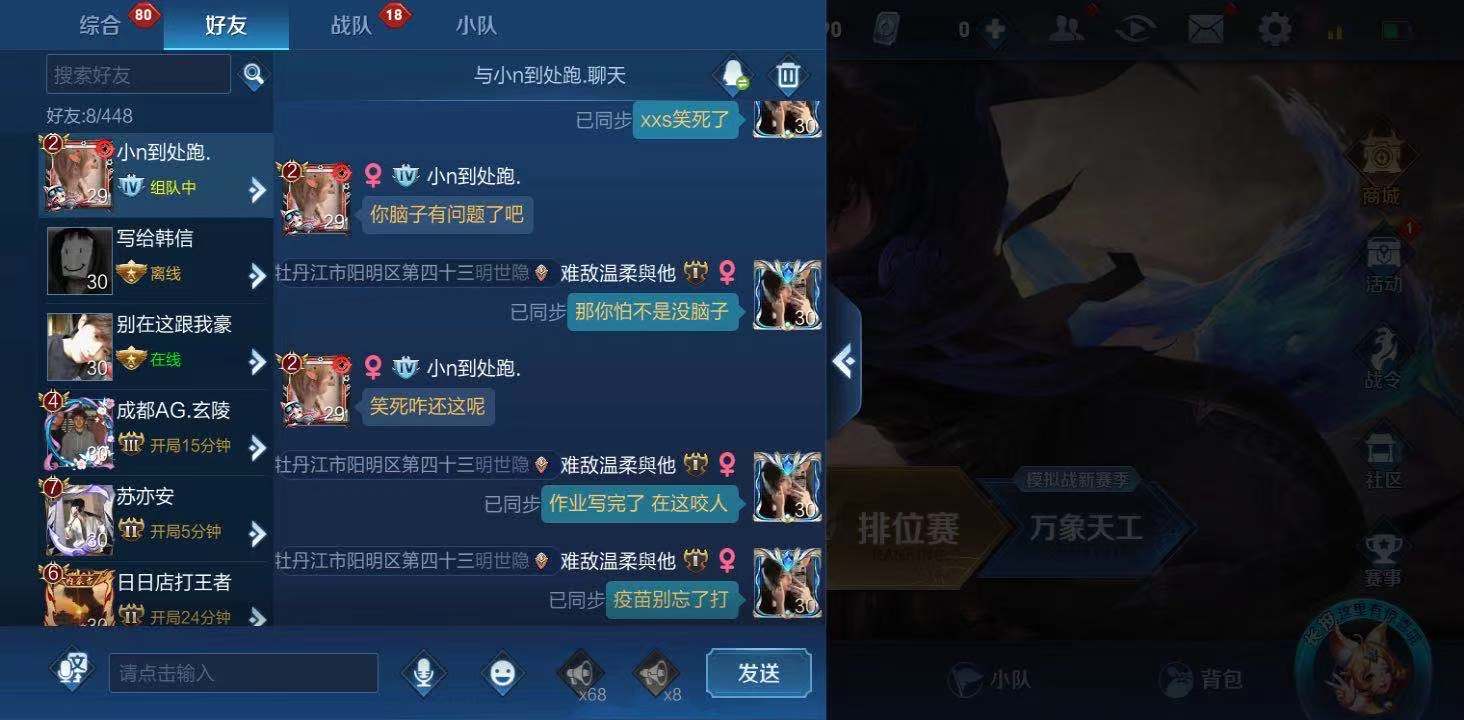 综合
80
好友
战队
18
小队
搜索好友
好友:8/448
2
29
小n到处跑.
IV
组队中
30
写给韩信
离线
30
别在这跟我豪
在线
4
30
成都AG.玄陵
III
开局15分钟
7
30
苏亦安
II
开局5分钟
6
30
日日店打王者
II
开局24分钟
与小n到处跑.聊天
已同步
xxs笑死了
30
2
29
IV
小n到处跑.
你脑子有问题了吧
牡丹江市阳明区第四十三明世隐
难敌温柔與他
I
已同步
那你怕不是没脑子
30
2
29
IV
小n到处跑.
笑死咋还这呢
牡丹江市阳明区第四十三明世隐
难敌温柔與他
I
已同步
作业写完了 在这咬人
30
牡丹江市阳明区第四十三明世隐
难敌温柔與他
I
已同步
疫苗别忘了打
30
文
请点击输入
x68
x8
发送
0
商城
1
活动
战令
社区
赛事
排位赛
RANKING
模拟战新赛季
万象天工
小队
背包